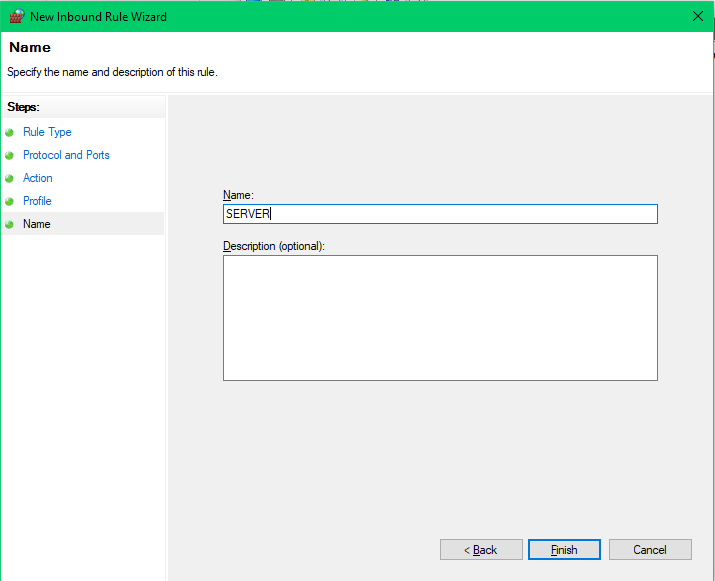 New Inbound Rule Wizard
Name
Specify the name and description of this rule.
Steps:
Rule Type
Protocol and Ports
Action
Profile
Name
Name:
SERVER
Description (optional):
< Back
Finish
Cancel